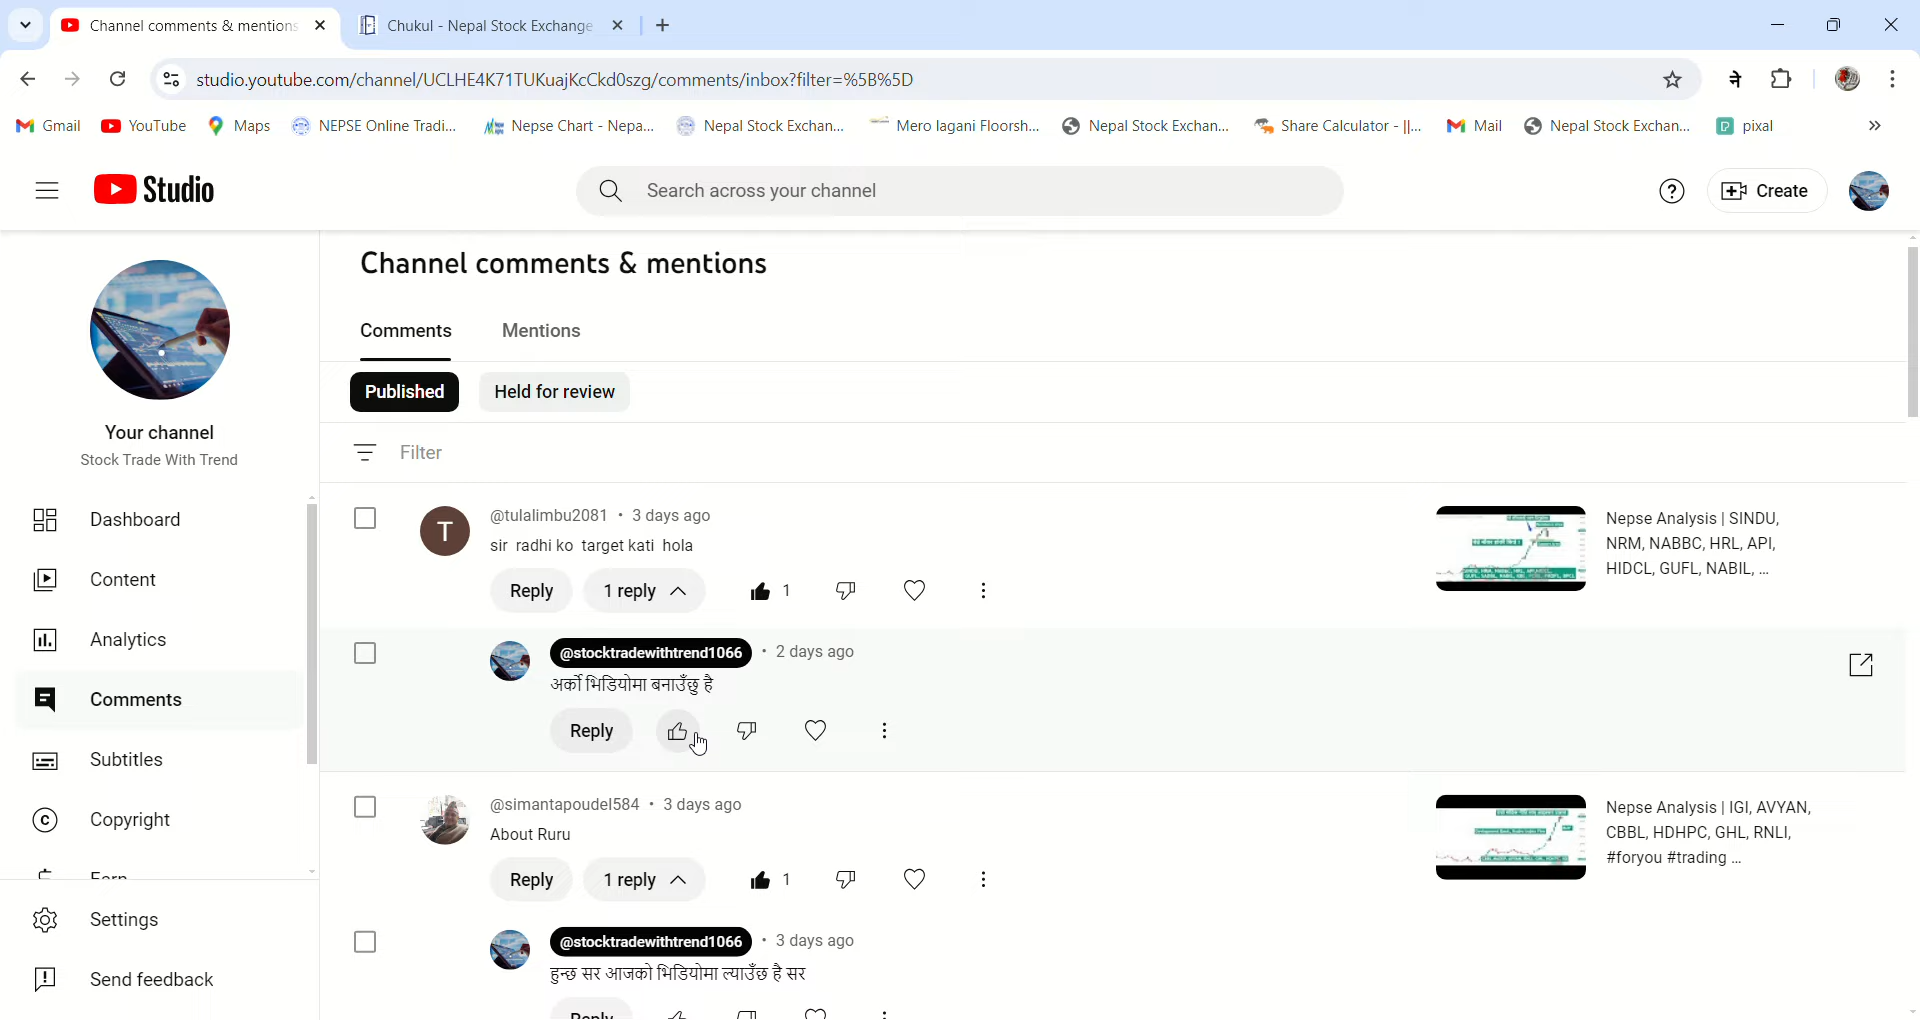 Channel comments & mentions
Chukul - Nepal Stock Exchange
studio.youtube.com/channel/UCLHE4K71TUKuajKcCkd0szg/comments/inbox?filter=%5B%5D
ने
Gmail YouTube Maps NEPSE Online Tradi... Nepse Chart - Nepa... Nepal Stock Exchan... Mero lagani Floorsh... Nepal Stock Exchan... Share Calculator - ||... Mail Nepal Stock Exchan... pixal
Studio
Search across your channel
Create
Channel comments & mentions
Comments Mentions
Published Held for review
Filter
Your channel
Stock Trade With Trend
Dashboard
Content
Analytics
Comments
Subtitles
Copyright
Earn
Settings
Send feedback
T
@tulalimbu2081 • 3 days ago
sir radhi ko target kati hola
Reply 1 reply 1
Nepse Analysis | SINDU,
NRM, NABBC, HRL, API,
HIDCL, GUFL, NABIL, ...
@stocktradewithtrend1066 • 2 days ago
अर्को भिडियोमा बनाउँछु है
Reply
@simantapoudel584 • 3 days ago
About Ruru
Reply 1 reply 1
Nepse Analysis | IGI, AVYAN,
CBBL, HDHPC, GHL, RNLI,
#foryou #trading ...
@stocktradewithtrend1066 • 3 days ago
हुन्छ सर आजको भिडियोमा ल्याउँछ है सर
Reply